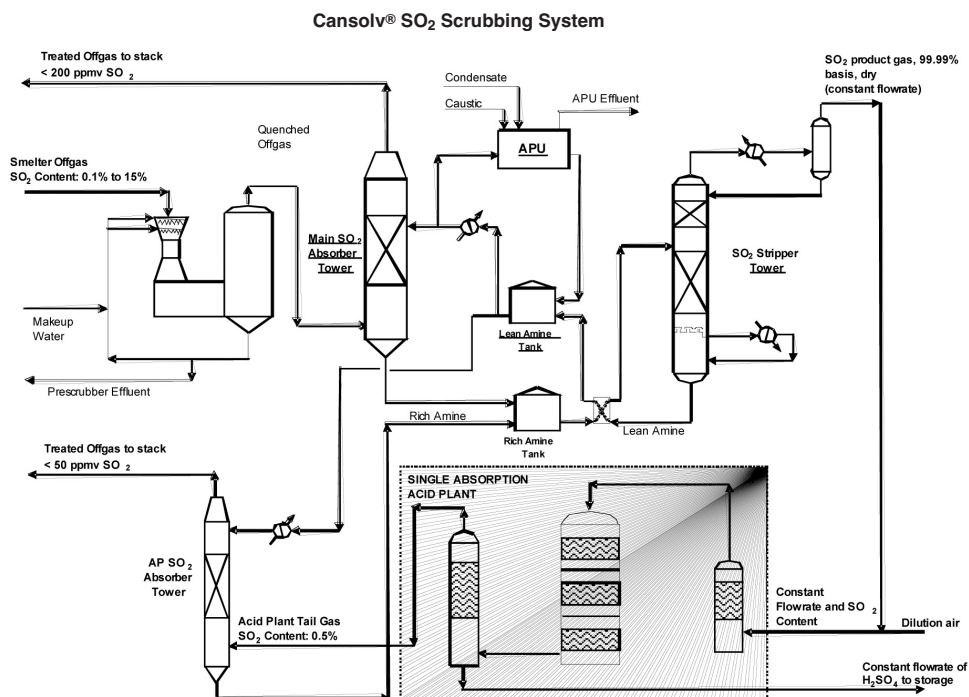 Cansolv® SO2 Scrubbing System
Treated Offgas to stack
< 200 ppmv SO 2
Condensate
Caustic
APU Effluent
SO2 product gas, 99.99%
basis, dry
(constant flowrate)
Quenched
Offgas
APU
Smelter Offgas
SO2 Content: 0.1% to 15%
Main SO 2
Absorber
Tower
SO2 Stripper
Tower
Makeup
Water
Lean Amine
Tank
Prescrubber Effluent
Rich Amine
Lean Amine
Rich Amine
Tank
Treated Offgas to stack
< 50 ppmv SO 2
SINGLE ABSORPTION
ACID PLANT
AP SO 2
Absorber
Tower
Acid Plant Tail Gas
SO2 Content: 0.5%
Constant
Flowrate and SO 2
Content
Dilution air
Constant flowrate of
H2SO4 to storage